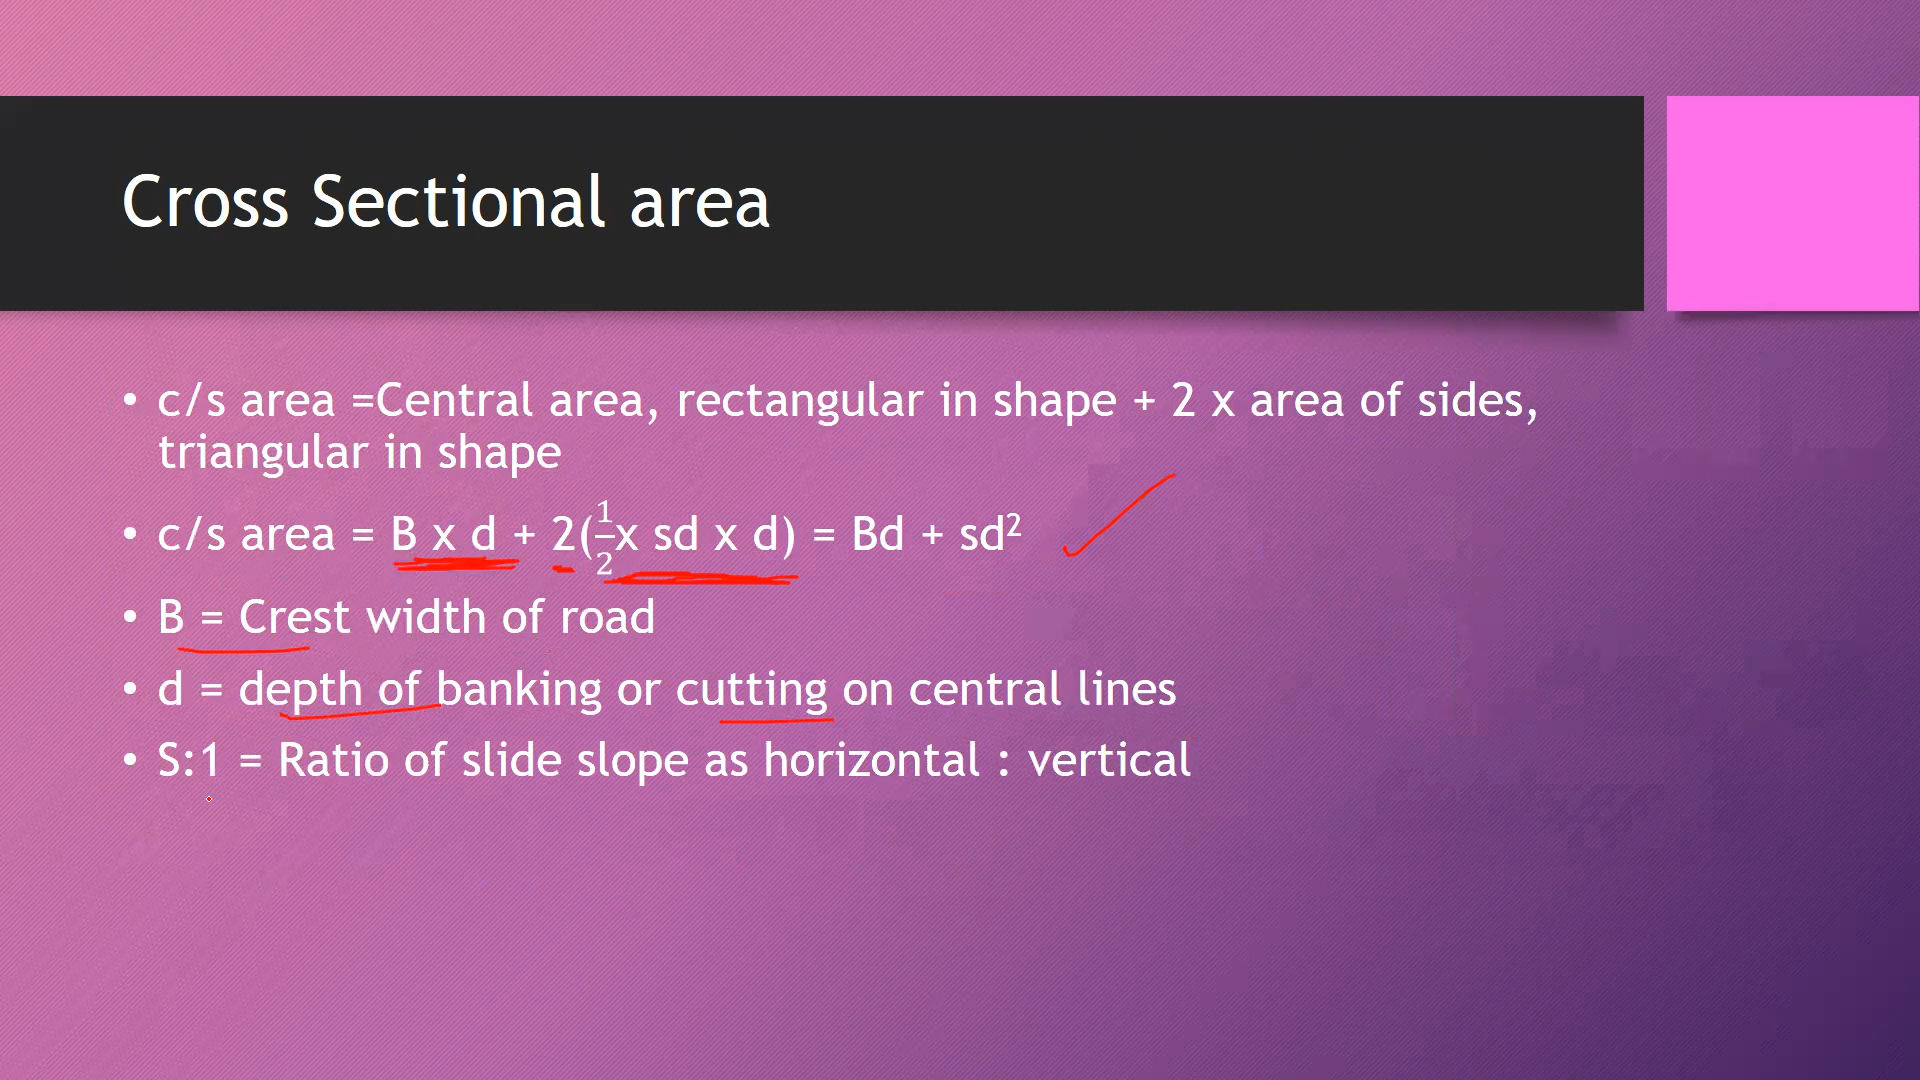 Cross Sectional area
• c/s area =Central area, rectangular in shape + 2 x area of sides,
triangular in shape
• c/s area = B x d + 2(½x sd x d) = Bd + sd²
• B = Crest width of road
• d = depth of banking or cutting on central lines
• S:1 = Ratio of slide slope as horizontal : vertical